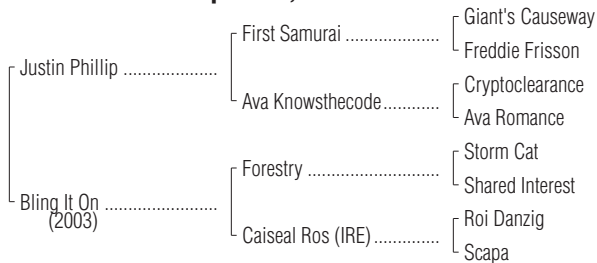 Giant's Causeway
First Samurai ....................
Freddie Frisson
Justin Phillip ....................
Cryptoclearance
Ava Knowsthecode............
Ava Romance
Storm Cat
Forestry ............................
Shared Interest
Bling It On ........................
(2003)
Roi Danzig
Caiseal Ros (IRE)..............
Scapa